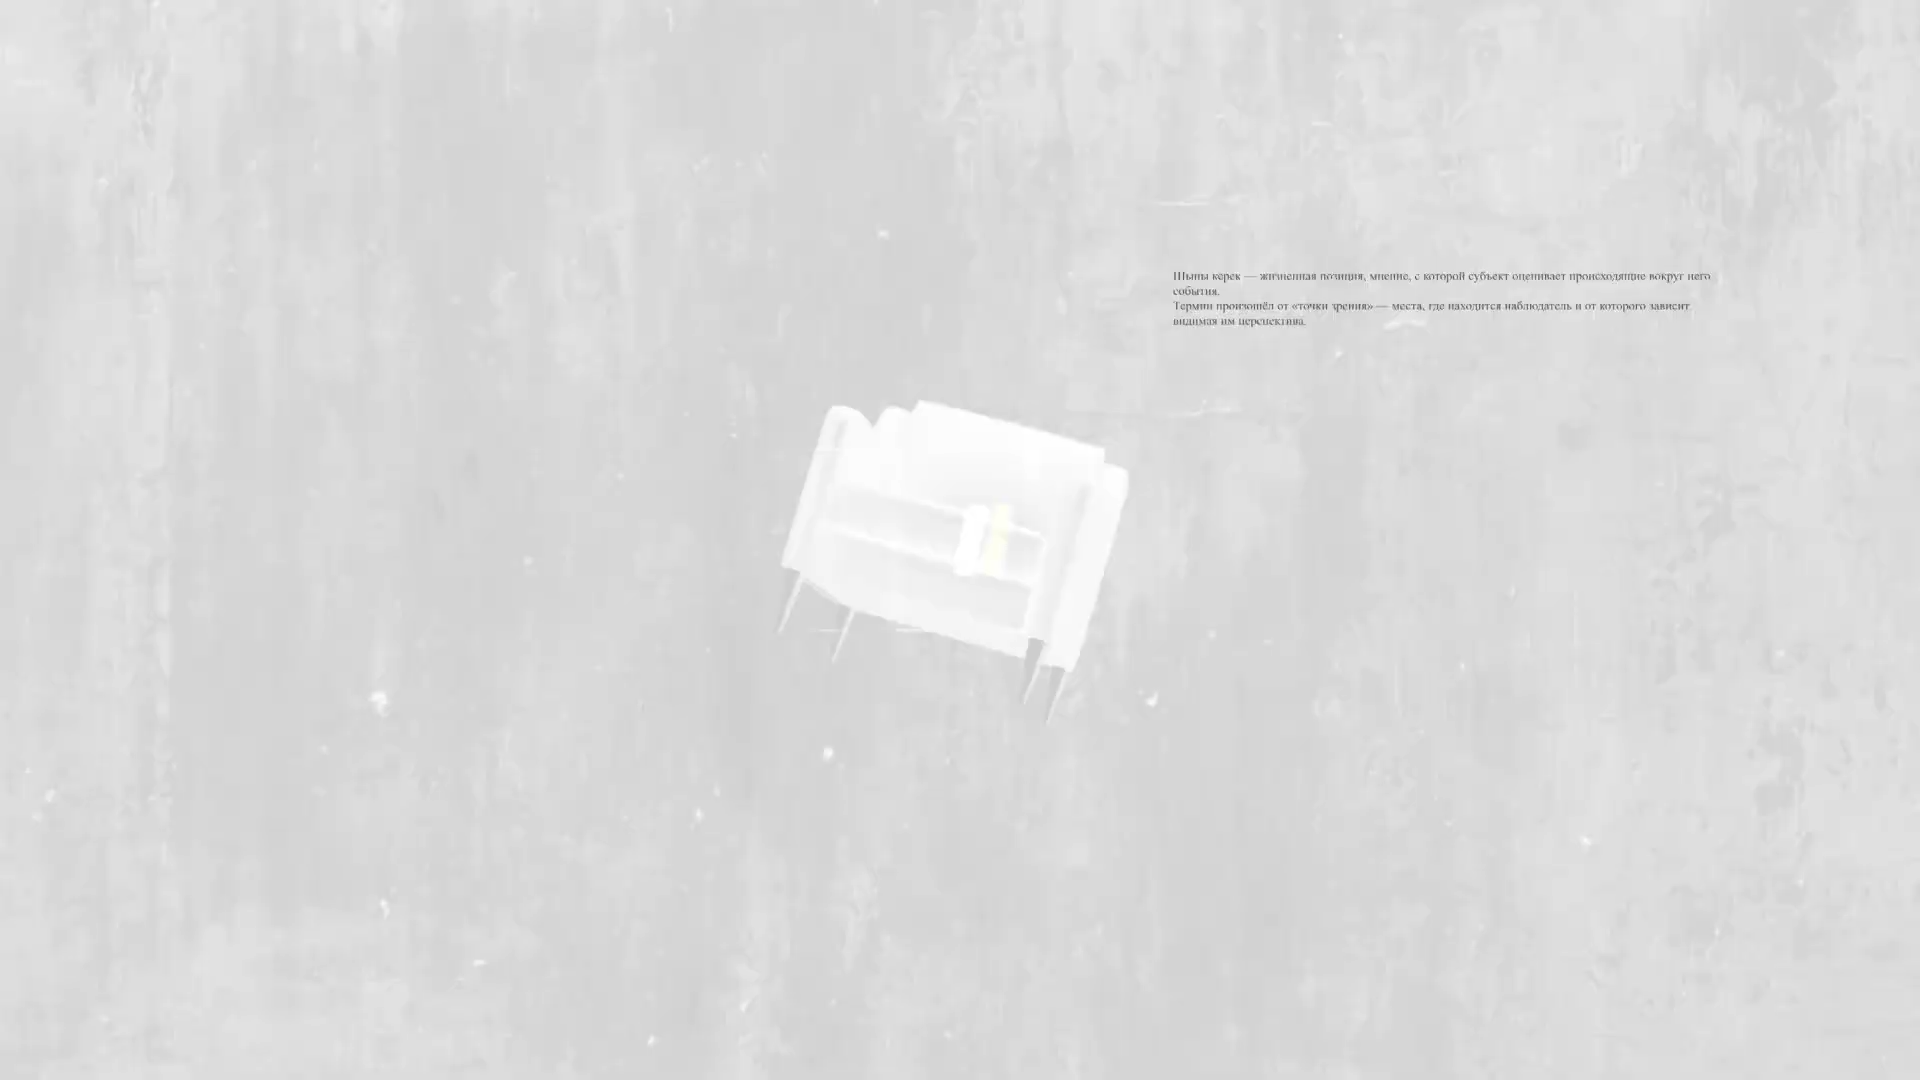 Шыны керек — жизненная позиция, мнение, с которой субъект оценивает происходящие вокруг него
события.
Термин произошёл от «точки зрения» — места, где находится наблюдатель и от которого зависит
видимая им перспектива.